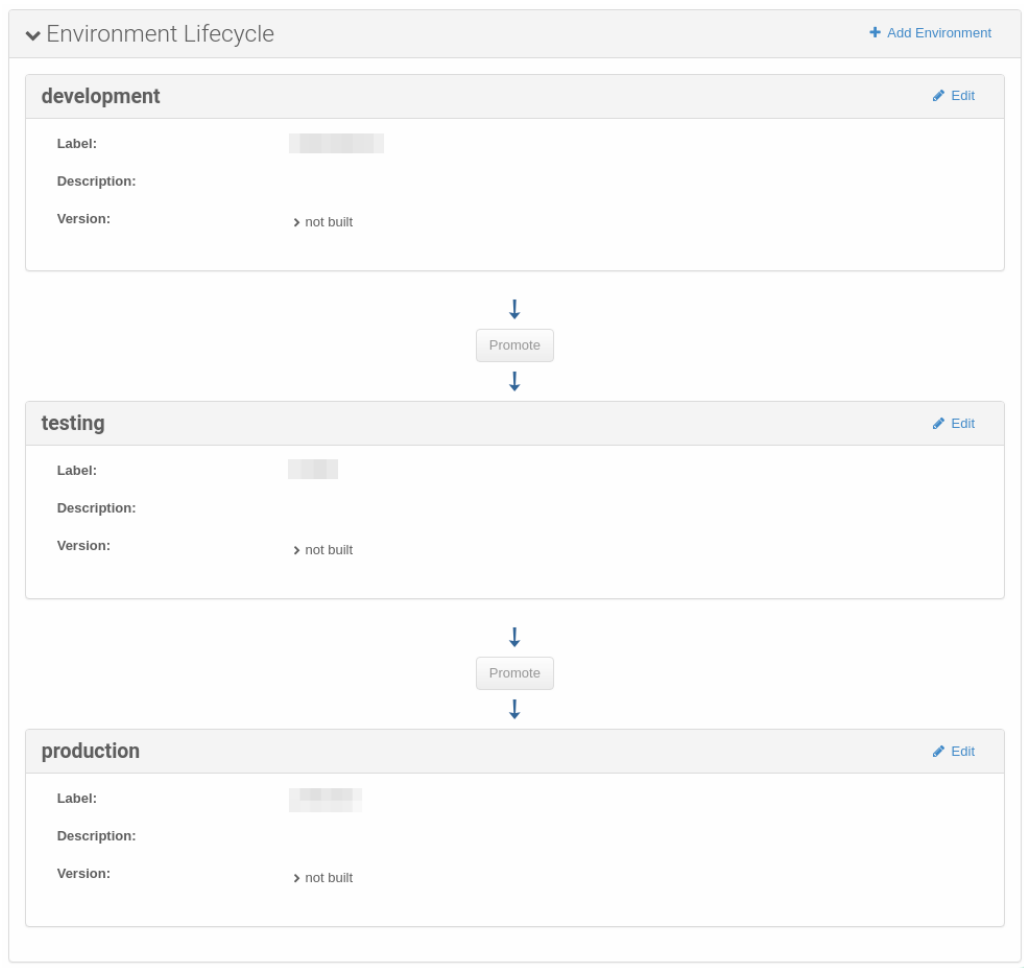 Environment Lifecycle
Add Environment
development
Edit
Label:
Description:
Version:
not built
Promote
testing
Edit
Label:
Description:
Version:
not built
Promote
production
Edit
Label:
Description:
Version:
not built